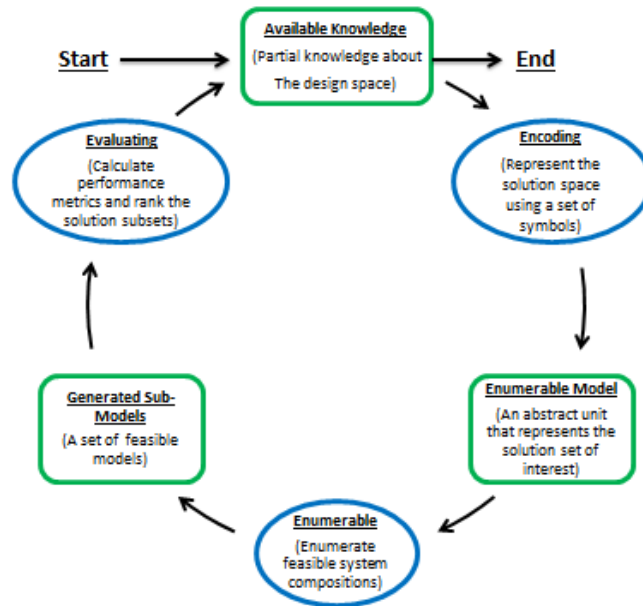 Start
Available Knowledge
(Partial knowledge about
The design space)
End
Encoding
(Represent the
solution space
using a set of
symbols)
Enumerable Model
(An abstract unit
that represents the
solution set of
interest)
Enumerable
(Enumerate
feasible system
compositions)
Generated Sub-
Models
(A set of feasible
models)
Evaluating
(Calculate
performance
metrics and rank the
solution subsets)